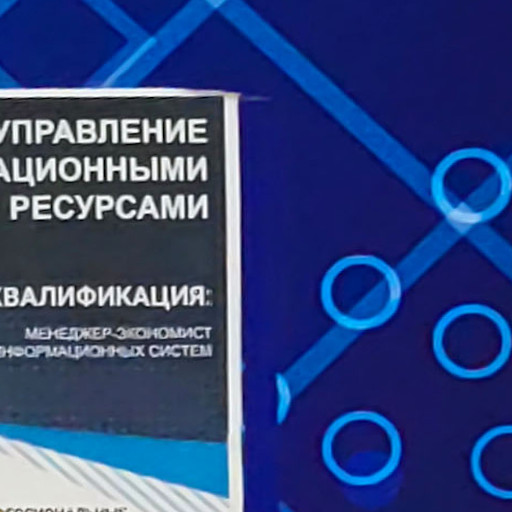 УПРАВЛЕНИЕ
АЦИОННЫМИ
РЕСУРСАМИ
КВАЛИФИКАЦИЯ:
МЕНЕДЖЕР-ЭКОНОМИСТ
НФОРМАЦИОННЫХ СИСТЕМ